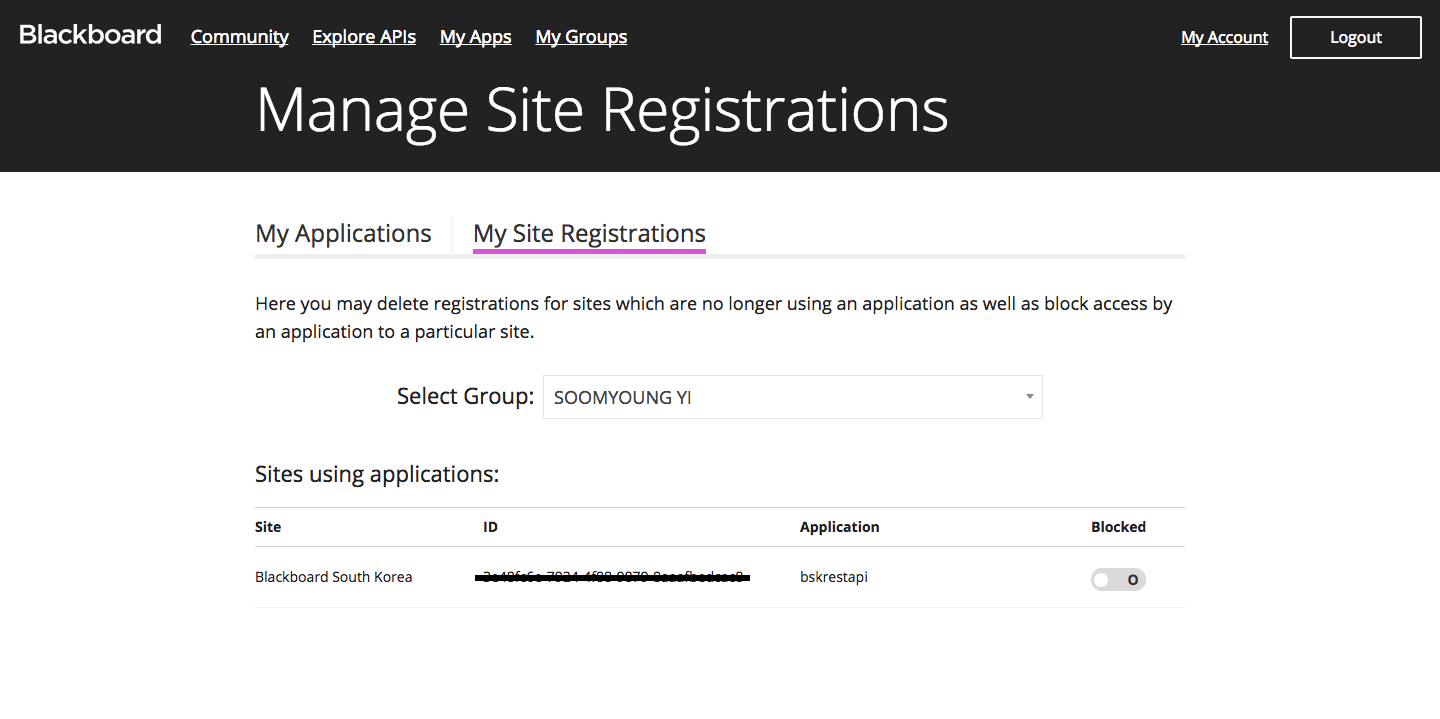 Blackboard Community Explore APIs My Apps My Groups My Account Logout
Manage Site Registrations
My Applications My Site Registrations
Here you may delete registrations for sites which are no longer using an application as well as block access by
an application to a particular site.
Select Group: SOOMYOUNG YI
Sites using applications:
Site ID Application Blocked
Blackboard South Korea bskrestapi O